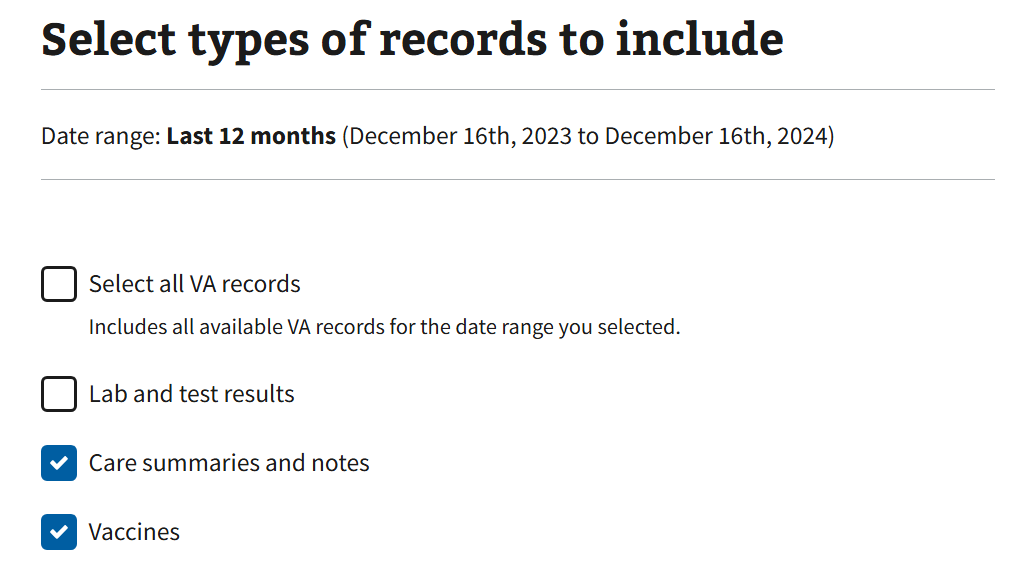 Select types of records to include
Date range: Last 12 months (December 16th, 2023 to December 16th, 2024)
Select all VA records
Includes all available VA records for the date range you selected.
Lab and test results
Care summaries and notes
Vaccines